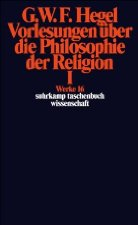 G.W. F. Hegel
Vorlesungen über
die Philosophie
der Religion
I
Werke 16
suhrkamp taschenbuch
wissenschaft